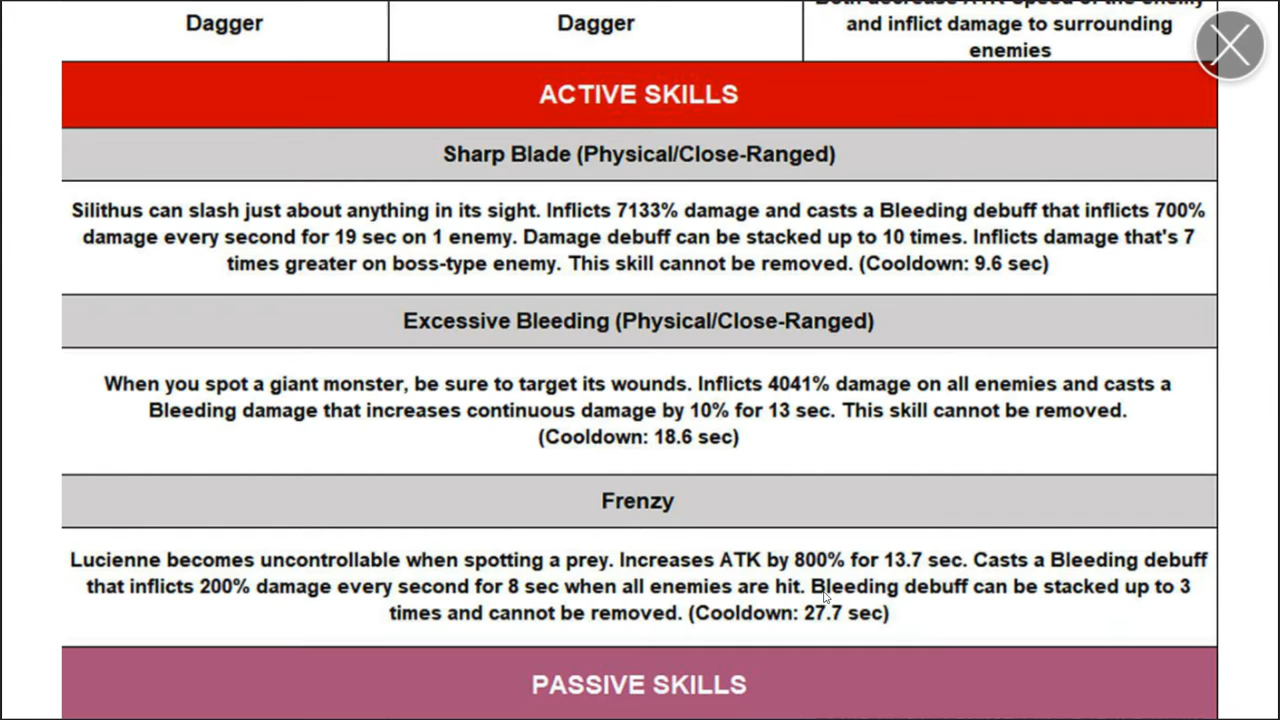 Dagger
Dagger
Both decrease ATK Speed of the enemy
and inflict damage to surrounding
enemies
ACTIVE SKILLS
Sharp Blade (Physical/Close-Ranged)
Silithus can slash just about anything in its sight. Inflicts 7133% damage and casts a Bleeding debuff that inflicts 700%
damage every second for 19 sec on 1 enemy. Damage debuff can be stacked up to 10 times. Inflicts damage that's 7
times greater on boss-type enemy. This skill cannot be removed. (Cooldown: 9.6 sec)
Excessive Bleeding (Physical/Close-Ranged)
When you spot a giant monster, be sure to target its wounds. Inflicts 4041% damage on all enemies and casts a
Bleeding damage that increases continuous damage by 10% for 13 sec. This skill cannot be removed.
(Cooldown: 18.6 sec)
Frenzy
Lucienne becomes uncontrollable when spotting a prey. Increases ATK by 800% for 13.7 sec. Casts a Bleeding debuff
that inflicts 200% damage every second for 8 sec when all enemies are hit. Bleeding debuff can be stacked up to 3
times and cannot be removed. (Cooldown: 27.7 sec)
PASSIVE SKILLS